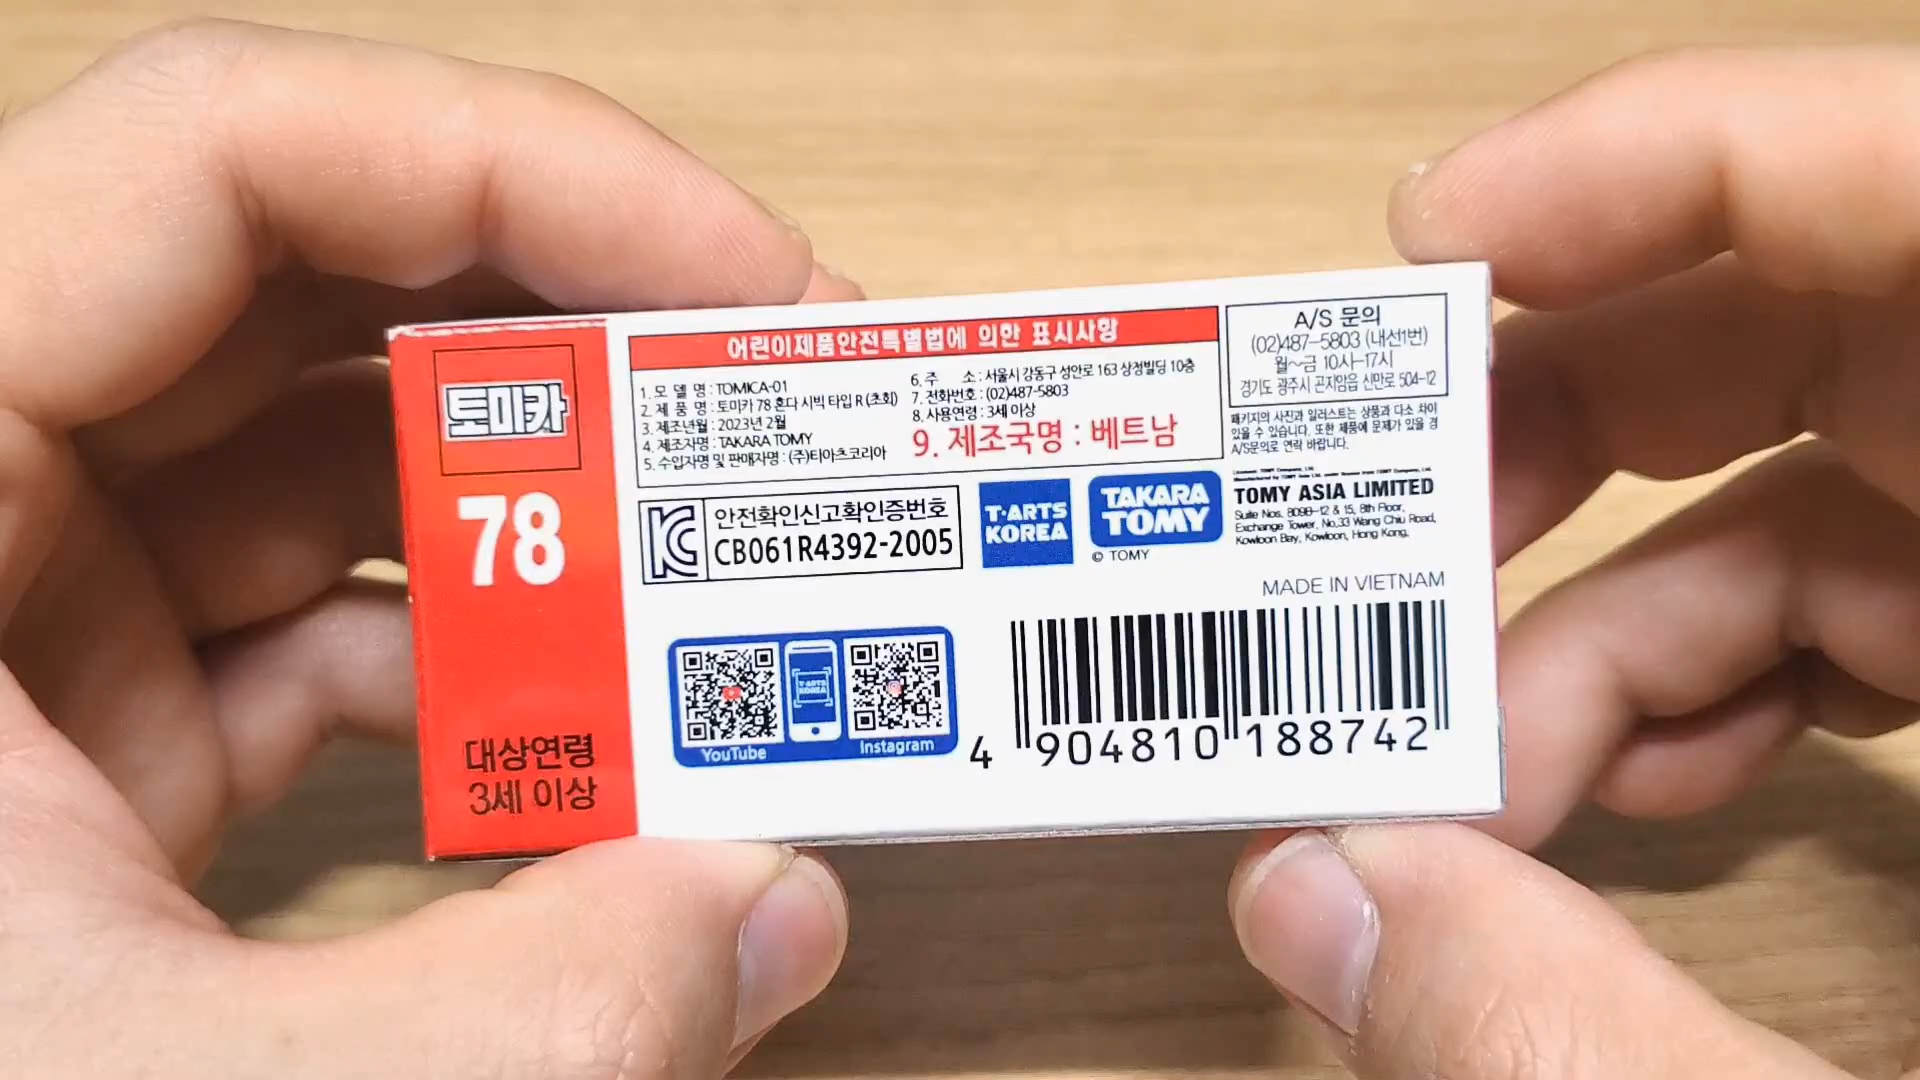 토미카
78
대상연령
3세 이상
어린이제품안전특별법에 의한 표시사항
1. 모 델 명 : TOMICA-01
2. 제 품 명 : 토미카 78 혼다 시빅 타입 R (초회)
3. 제조년월 : 2023년 2월
4. 제조자명 : TAKARA TOMY
5. 수입자명 및 판매자명 : (주)티아츠코리아
6. 주 소 : 서울시 강동구 성안로 163 상정빌딩 10층
7. 전화번호 : (02)487-5803
8. 사용연령 : 3세 이상
9. 제조국명 : 베트남
A/S 문의
(02)487-5803 (내선1번)
월~금 10시-17시
경기도 광주시 곤지암읍 신만로 504-12
패키지의 사진과 일러스트는 상품과 다소 차이
있을 수 있습니다. 또한 제품에 문제가 있을 경
A/S문의로 연락 바랍니다.
KC
안전확인신고확인증번호
CB061R4392-2005
T-ARTS
KOREA
TAKARA
TOMY
© TOMY
TOMY ASIA LIMITED
Suite Nos. 809B-12 & 15, 8th Floor,
Exchange Tower, No.33 Wang Chiu Road,
Kowloon Bay, Kowloon, Hong Kong.
MADE IN VIETNAM
T-ARTS
KOREA
YouTube
Instagram
4 904810 188742